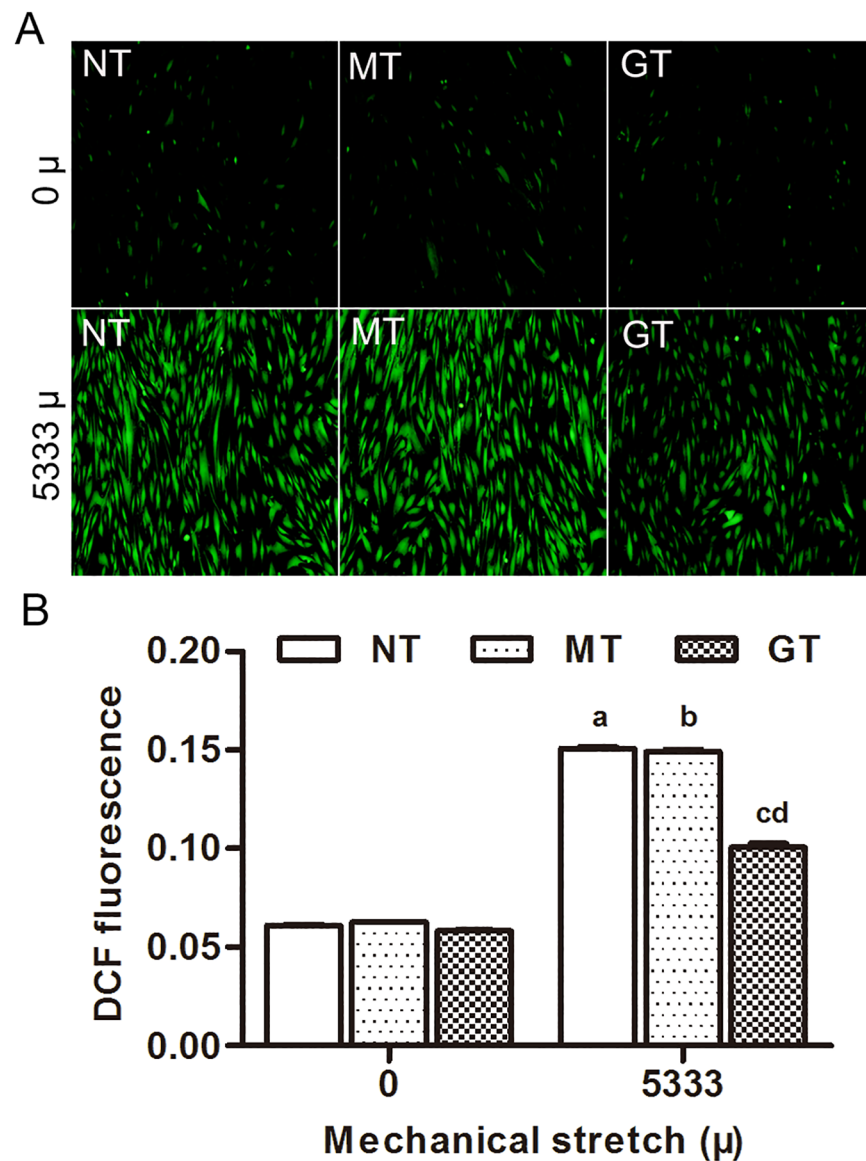 A
NT MT GT
0 µ
NT MT GT
5333 µ
B
NT MT GT
0.20
0.15
0.10
0.05
0.00
DCF fluorescence
a b
cd
0 5333
Mechanical stretch (µ)